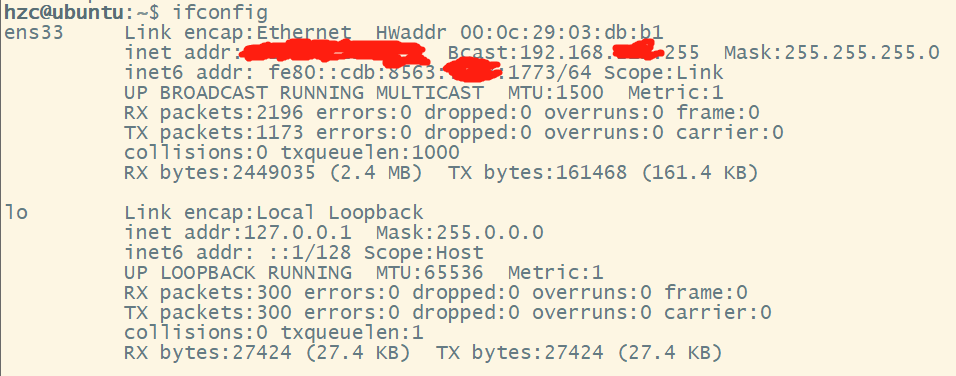 hzc@ubuntu:~$ ifconfig
ens33 Link encap:Ethernet HWaddr 00:0c:29:03:db:b1
inet addr: Bcast:192.168. .255 Mask:255.255.255.0
inet6 addr: fe80::cdb:8563: :1773/64 Scope:Link
UP BROADCAST RUNNING MULTICAST MTU:1500 Metric:1
RX packets:2196 errors:0 dropped:0 overruns:0 frame:0
TX packets:1173 errors:0 dropped:0 overruns:0 carrier:0
collisions:0 txqueuelen:1000
RX bytes:2449035 (2.4 MB) TX bytes:161468 (161.4 KB)
lo Link encap:Local Loopback
inet addr:127.0.0.1 Mask:255.0.0.0
inet6 addr: ::1/128 Scope:Host
UP LOOPBACK RUNNING MTU:65536 Metric:1
RX packets:300 errors:0 dropped:0 overruns:0 frame:0
TX packets:300 errors:0 dropped:0 overruns:0 carrier:0
collisions:0 txqueuelen:1
RX bytes:27424 (27.4 KB) TX bytes:27424 (27.4 KB)